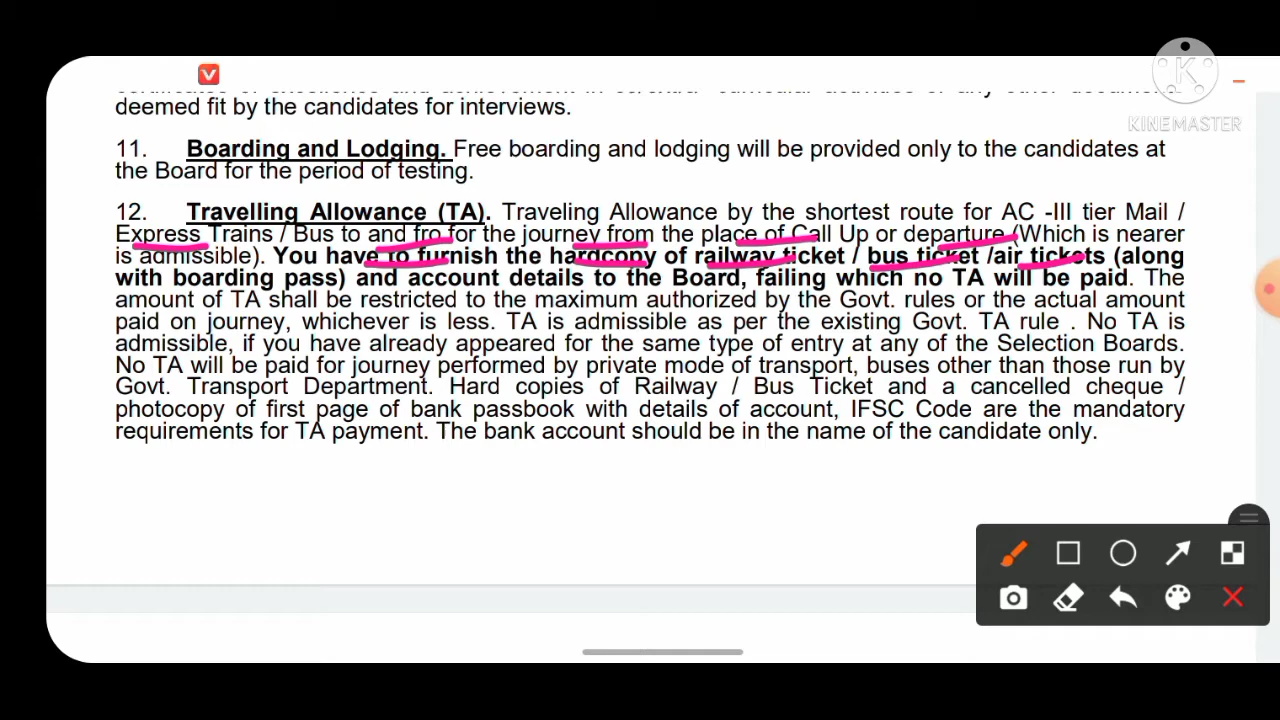 KINEMASTER
deemed fit by the candidates for interviews.
11. Boarding and Lodging. Free boarding and lodging will be provided only to the candidates at
the Board for the period of testing.
12. Travelling Allowance (TA). Traveling Allowance by the shortest route for AC -III tier Mail /
Express Trains / Bus to and fro for the journey from the place of Call Up or departure (Which is nearer
is admissible). You have to furnish the hardcopy of railway ticket / bus ticket /air tickets (along
with boarding pass) and account details to the Board, failing which no TA will be paid. The
amount of TA shall be restricted to the maximum authorized by the Govt. rules or the actual amount
paid on journey, whichever is less. TA is admissible as per the existing Govt. TA rule . No TA is
admissible, if you have already appeared for the same type of entry at any of the Selection Boards.
No TA will be paid for journey performed by private mode of transport, buses other than those run by
Govt. Transport Department. Hard copies of Railway / Bus Ticket and a cancelled cheque /
photocopy of first page of bank passbook with details of account, IFSC Code are the mandatory
requirements for TA payment. The bank account should be in the name of the candidate only.